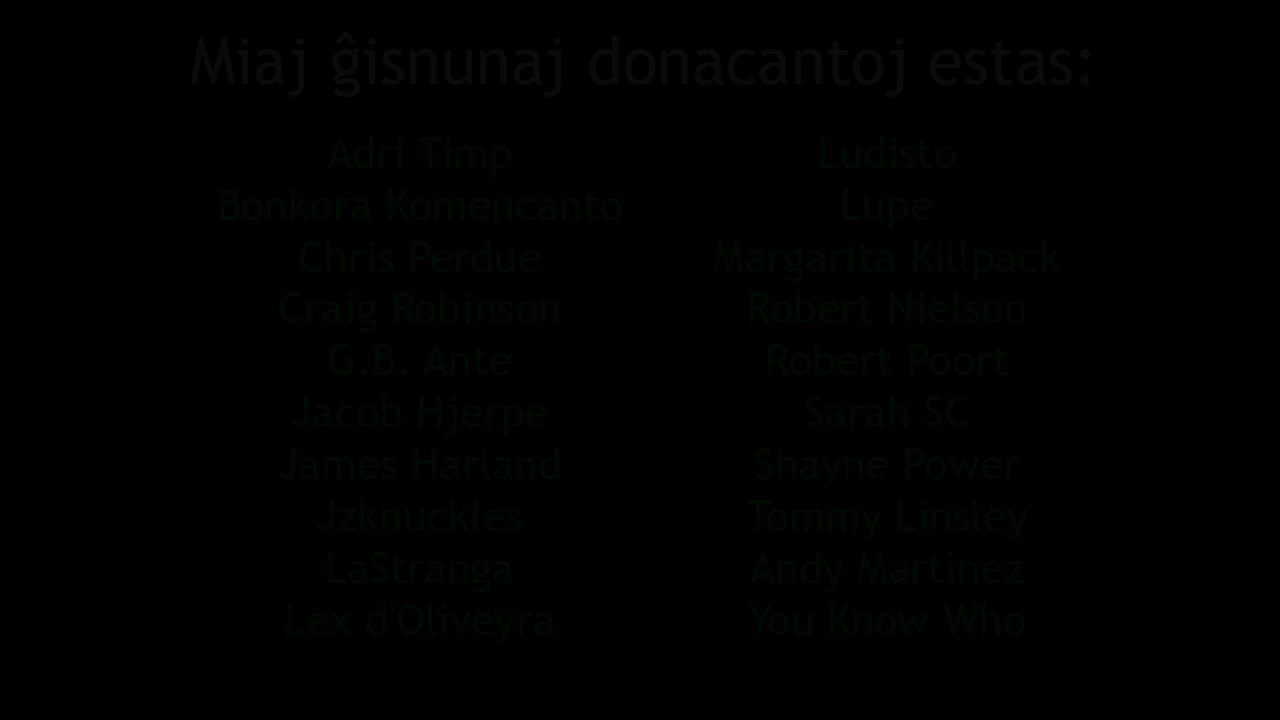 Miaj ĝisnunaj donacantoj estas:
Adri Timp
Bonkora Komencanto
Chris Perdue
Craig Robinson
G.B. Ante
Jacob Hjerpe
James Harland
Jzknuckles
LaStranga
Lex d'Oliveyra
Ludisto
Lupe
Margarita Killpack
Robert Nielson
Robert Poort
Sarah SC
Shayne Power
Tommy Linsley
Andy Martinez
You Know Who